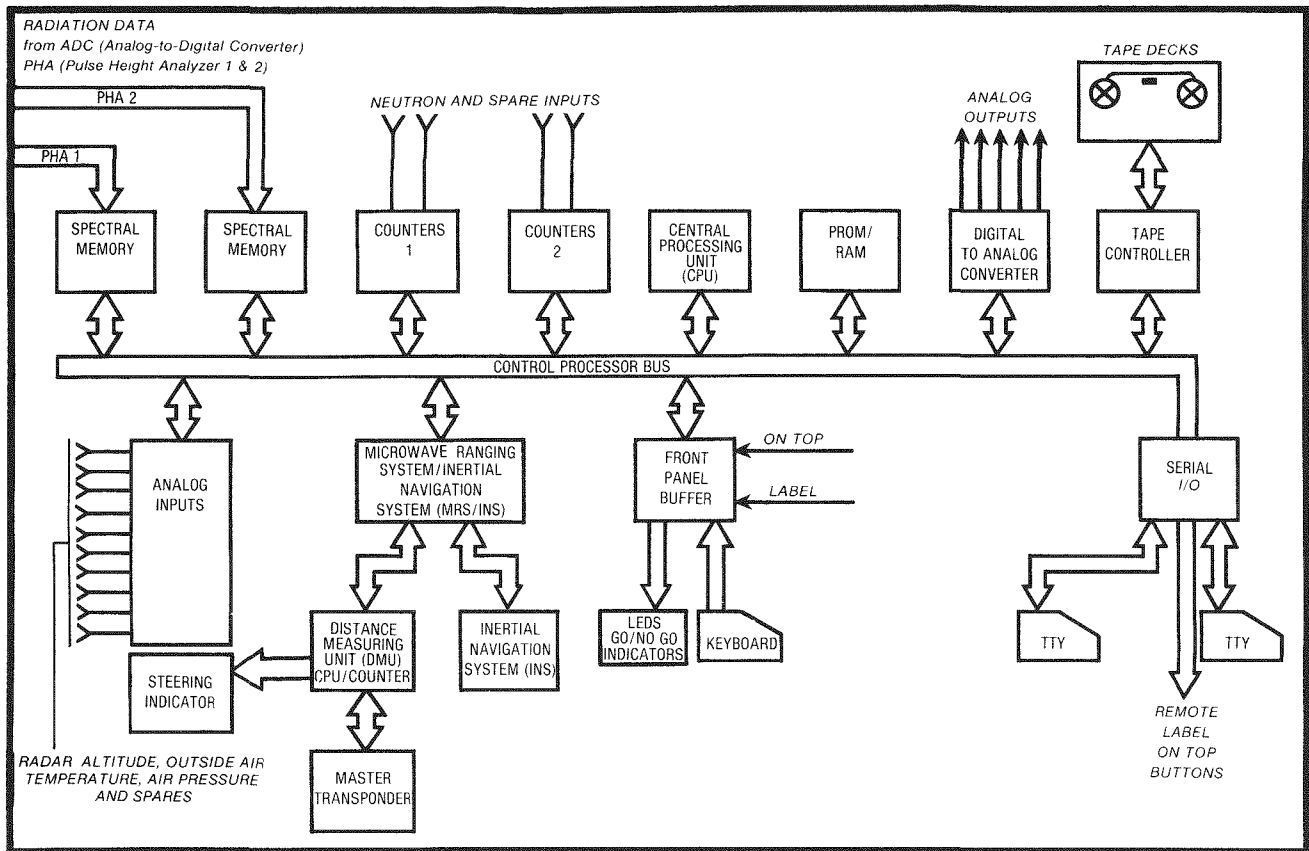 RADIATION DATA
from ADC (Analog-to-Digital Converter)
PHA (Pulse Height Analyzer 1 & 2)
PHA 2
PHA 1
NEUTRON AND SPARE INPUTS
ANALOG
OUTPUTS
TAPE DECKS
SPECTRAL
MEMORY
SPECTRAL
MEMORY
COUNTERS
1
COUNTERS
2
CENTRAL
PROCESSING
UNIT
(CPU)
PROM/
RAM
DIGITAL
TO ANALOG
CONVERTER
TAPE
CONTROLLER
CONTROL PROCESSOR BUS
ANALOG
INPUTS
MICROWAVE RANGING
SYSTEM/INERTIAL
NAVIGATION
SYSTEM (MRS/INS)
FRONT
PANEL
BUFFER
ON TOP
LABEL
SERIAL
I/O
STEERING
INDICATOR
DISTANCE
MEASURING
UNIT (DMU)
CPU/COUNTER
INERTIAL
NAVIGATION
SYSTEM (INS)
LEDS
GO/NO GO
INDICATORS
KEYBOARD
TTY
TTY
RADAR ALTITUDE, OUTSIDE AIR
TEMPERATURE, AIR PRESSURE
AND SPARES
MASTER
TRANSPONDER
REMOTE
LABEL
ON TOP
BUTTONS